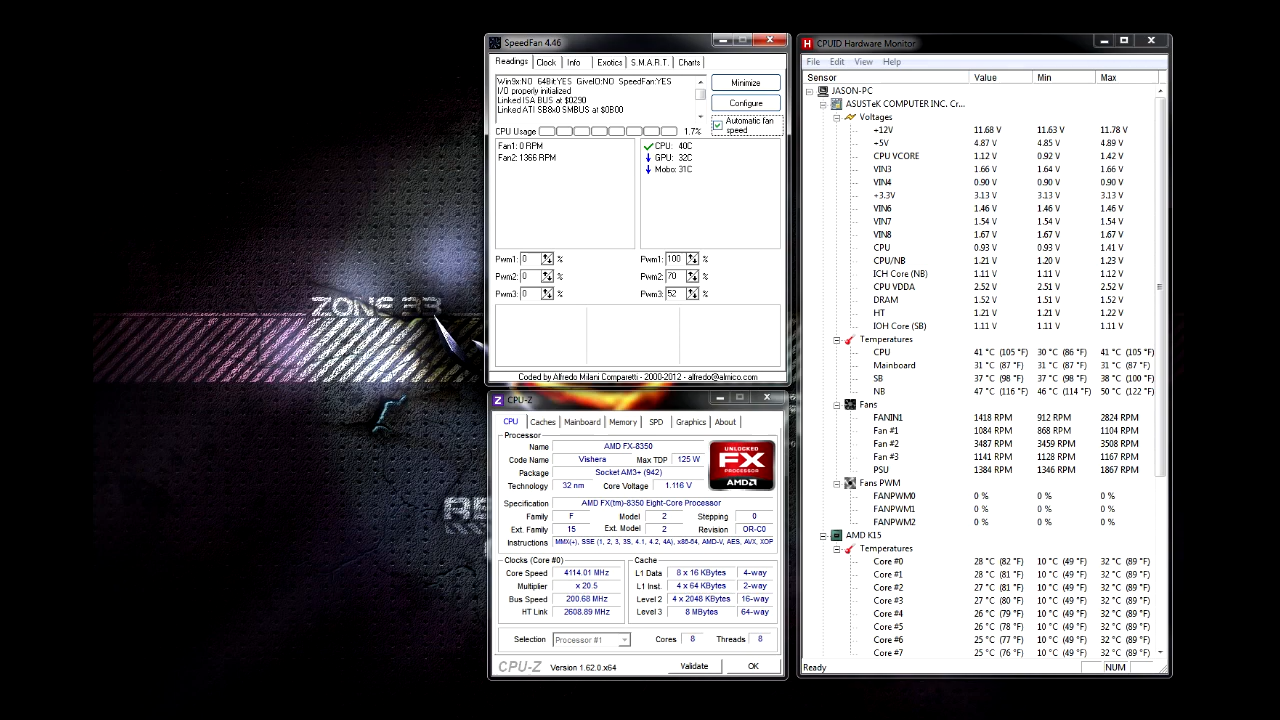 SpeedFan 4.46
Readings Clock Info Exotics S.M.A.R.T. Charts
Win9x:NO 64Bit:YES GiveIO:NO SpeedFan:YES
I/O properly initialized
Linked ISA BUS at $0290
Linked ATI SB8x0 SMBUS at $0B00
Minimize
Configure
Automatic fan
speed
CPU Usage 1.7%
Fan1: 0 RPM
Fan2: 1366 RPM
CPU: 40C
GPU: 32C
Mobo: 31C
Pwm1: 0 % Pwm1: 100 %
Pwm2: 0 % Pwm2: 70 %
Pwm3: 0 % Pwm3: 52 %
Coded by Alfredo Milani Comparetti - 2000-2012 - alfredo@almico.com
CPU-Z
CPU Caches Mainboard Memory SPD Graphics About
Processor
Name AMD FX-8350
Code Name Vishera Max TDP 125 W
Package Socket AM3+ (942)
Technology 32 nm Core Voltage 1.116 V
UNLOCKED
FX
PROCESSOR
AMD
Specification AMD FX(tm)-8350 Eight-Core Processor
Family F Model 2 Stepping 0
Ext. Family 15 Ext. Model 2 Revision OR-C0
Instructions MMX(+), SSE (1, 2, 3, 3S, 4.1, 4.2, 4A), x86-64, AMD-V, AES, AVX, XOP
Clocks (Core #0) Cache
Core Speed 4114.01 MHz L1 Data 8 x 16 KBytes 4-way
Multiplier x 20.5 L1 Inst. 4 x 64 KBytes 2-way
Bus Speed 200.68 MHz Level 2 4 x 2048 KBytes 16-way
HT Link 2608.89 MHz Level 3 8 MBytes 64-way
Selection Processor #1 Cores 8 Threads 8
CPU-Z Version 1.62.0.x64 Validate OK
CPUID Hardware Monitor
File Edit View Help
Sensor Value Min Max
JASON-PC
ASUSTeK COMPUTER INC. Cr...
Voltages
+12V 11.68 V 11.63 V 11.78 V
+5V 4.87 V 4.85 V 4.89 V
CPU VCORE 1.12 V 0.92 V 1.42 V
VIN3 1.66 V 1.64 V 1.66 V
VIN4 0.90 V 0.90 V 0.90 V
+3.3V 3.13 V 3.13 V 3.13 V
VIN6 1.46 V 1.46 V 1.46 V
VIN7 1.54 V 1.54 V 1.54 V
VIN8 1.67 V 1.67 V 1.67 V
CPU 0.93 V 0.93 V 1.41 V
CPU/NB 1.21 V 1.20 V 1.23 V
ICH Core (NB) 1.11 V 1.11 V 1.11 V
CPU VDDA 2.52 V 2.52 V 2.52 V
DRAM 1.52 V 1.51 V 1.52 V
HT 1.21 V 1.21 V 1.22 V
IOH Core (SB) 1.11 V 1.11 V 1.11 V
Temperatures
CPU 41 °C (105 °F) 30 °C (86 °F) 41 °C (105 °F)
Mainboard 31 °C (87 °F) 31 °C (87 °F) 31 °C (87 °F)
SB 37 °C (98 °F) 37 °C (98 °F) 38 °C (100 °F)
NB 47 °C (116 °F) 46 °C (114 °F) 50 °C (122 °F)
Fans
FANIN1 1418 RPM 912 RPM 2824 RPM
Fan #1 1084 RPM 868 RPM 1104 RPM
Fan #2 3487 RPM 3459 RPM 3508 RPM
Fan #3 1141 RPM 1128 RPM 1167 RPM
PSU 1384 RPM 1346 RPM 1867 RPM
Fans PWM
FANPWM0 0 % 0 % 0 %
FANPWM1 0 % 0 % 0 %
FANPWM2 0 % 0 % 0 %
AMD K15
Temperatures
Core #0 28 °C (82 °F) 10 °C (49 °F) 32 °C (89 °F)
Core #1 28 °C (81 °F) 10 °C (49 °F) 32 °C (89 °F)
Core #2 27 °C (81 °F) 10 °C (49 °F) 32 °C (89 °F)
Core #3 27 °C (80 °F) 10 °C (49 °F) 32 °C (89 °F)
Core #4 26 °C (79 °F) 10 °C (49 °F) 32 °C (89 °F)
Core #5 26 °C (78 °F) 10 °C (49 °F) 32 °C (89 °F)
Core #6 25 °C (77 °F) 10 °C (49 °F) 32 °C (89 °F)
Core #7 25 °C (76 °F) 10 °C (49 °F) 32 °C (89 °F)
Ready NUM